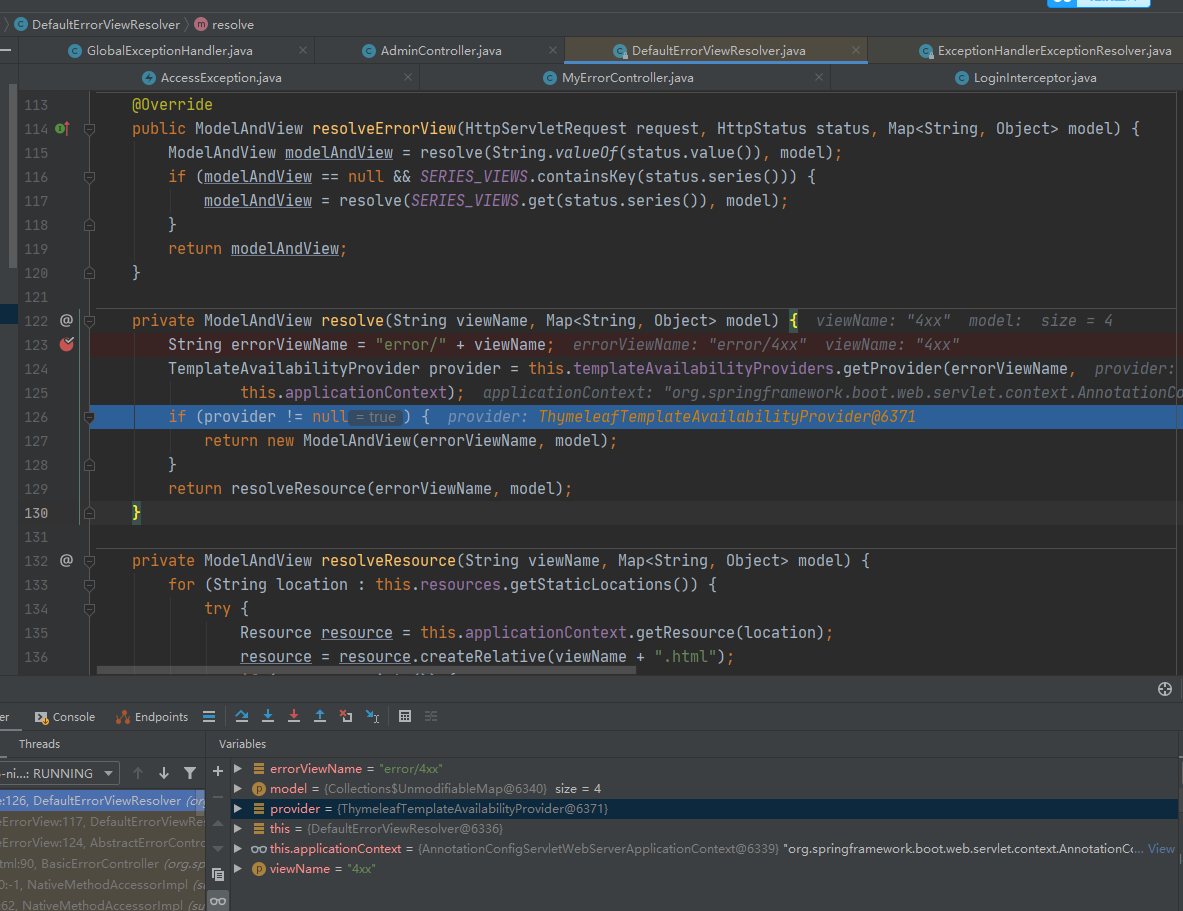 DefaultErrorViewResolver resolve
GlobalExceptionHandler.java AdminController.java DefaultErrorViewResolver.java ExceptionHandlerExceptionResolver.java
AccessException.java MyErrorController.java LoginInterceptor.java
113 @Override
114 public ModelAndView resolveErrorView(HttpServletRequest request, HttpStatus status, Map<String, Object> model) {
115 ModelAndView modelAndView = resolve(String.valueOf(status.value()), model);
116 if (modelAndView == null && SERIES_VIEWS.containsKey(status.series())) {
117 modelAndView = resolve(SERIES_VIEWS.get(status.series()), model);
118 }
119 return modelAndView;
120 }
121
122 @ private ModelAndView resolve(String viewName, Map<String, Object> model) { viewName: "4xx" model: size = 4
123 String errorViewName = "error/" + viewName; errorViewName: "error/4xx" viewName: "4xx"
124 TemplateAvailabilityProvider provider = this.templateAvailabilityProviders.getProvider(errorViewName, provider:
125 this.applicationContext); applicationContext: "org.springframework.boot.web.servlet.context.AnnotationCo
126 if (provider != null = true ) { provider: ThymeleafTemplateAvailabilityProvider@6371
127 return new ModelAndView(errorViewName, model);
128 }
129 return resolveResource(errorViewName, model);
130 }
131
132 @ private ModelAndView resolveResource(String viewName, Map<String, Object> model) {
133 for (String location : this.resources.getStaticLocations()) {
134 try {
135 Resource resource = this.applicationContext.getResource(location);
136 resource = resource.createRelative(viewName + ".html");
er Console Endpoints
Threads Variables
-ni...: RUNNING
errorViewName = "error/4xx"
model = {Collections$UnmodifiableMap@6340} size = 4
provider = {ThymeleafTemplateAvailabilityProvider@6371}
this = {DefaultErrorViewResolver@6336}
this.applicationContext = {AnnotationConfigServletWebServerApplicationContext@6339} "org.springframework.boot.web.servlet.context.AnnotationCo... View
viewName = "4xx"
e:126, DefaultErrorViewResolver (org
eErrorView:117, DefaultErrorViewRes
eErrorView:124, AbstractErrorContro
tml:90, BasicErrorController (org.sp
0:-1, NativeMethodAccessorImpl (su
:62, NativeMethodAccessorImpl (su